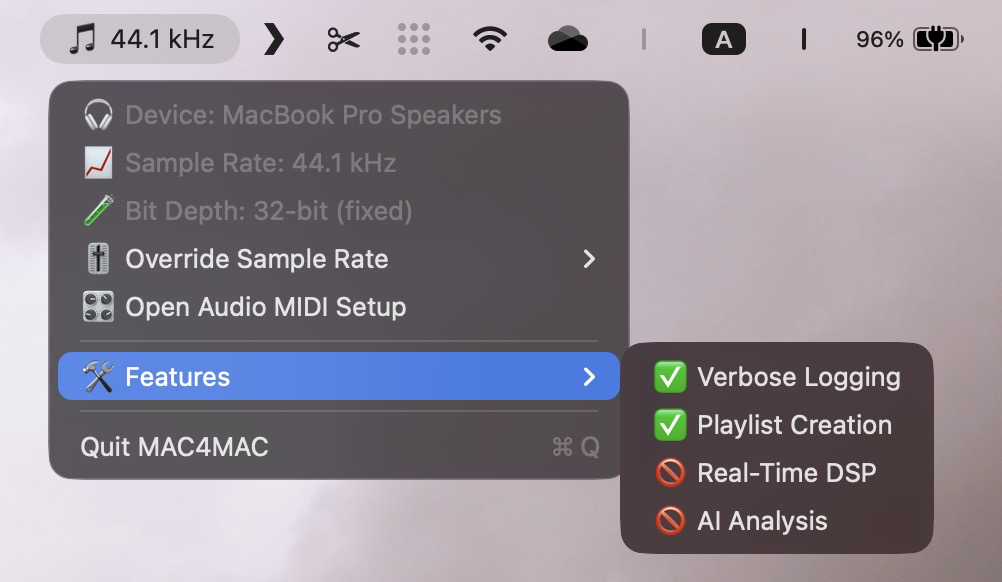 44.1 kHz
A
96%
Device: MacBook Pro Speakers
Sample Rate: 44.1 kHz
Bit Depth: 32-bit (fixed)
Override Sample Rate
Open Audio MIDI Setup
Features
Quit MAC4MAC ⌘ Q
Verbose Logging
Playlist Creation
Real-Time DSP
AI Analysis